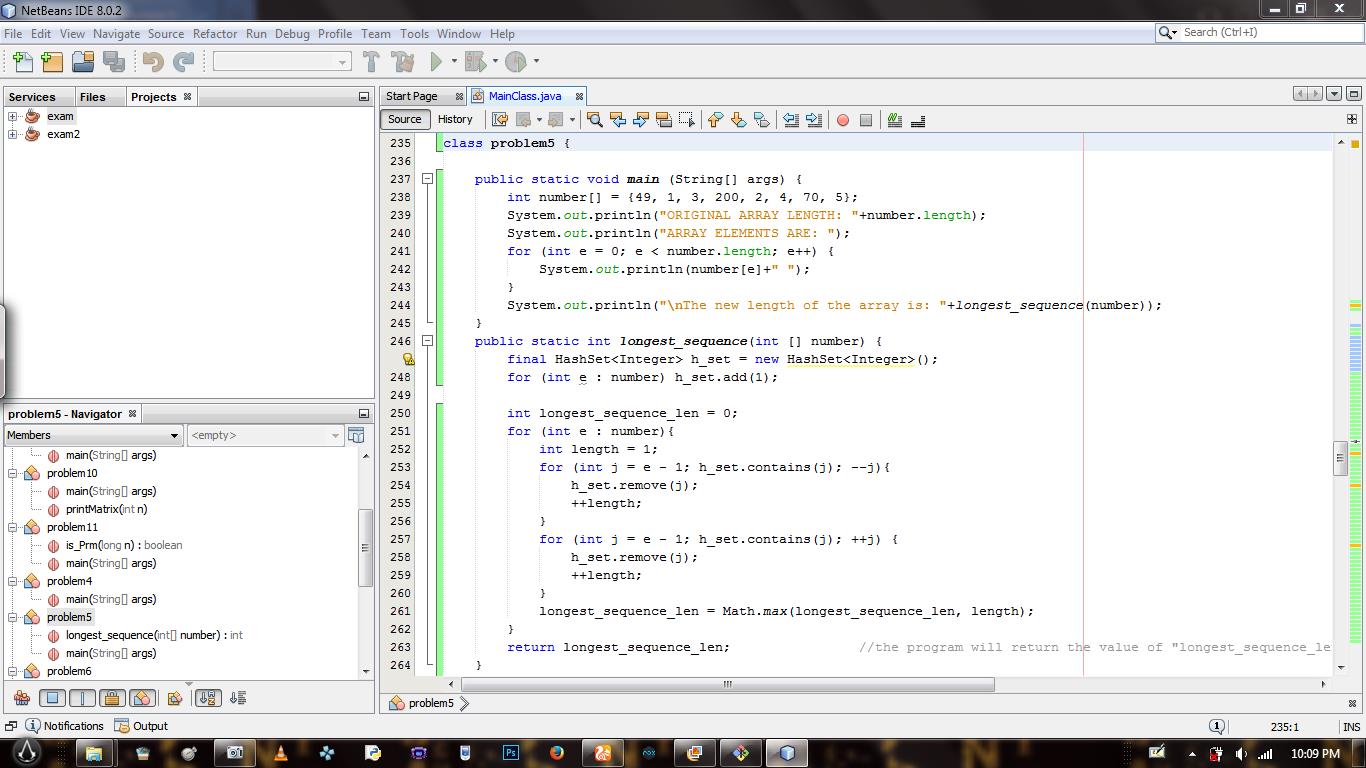 NetBeans IDE 8.0.2
File Edit View Navigate Source Refactor Run Debug Profile Team Tools Window Help
Search (Ctrl+I)
Services Files Projects
exam
exam2
Start Page MainClass.java
Source History
235 class problem5 {
236
237 public static void main (String[] args) {
238 int number[] = {49, 1, 3, 200, 2, 4, 70, 5};
239 System.out.println("ORIGINAL ARRAY LENGTH: "+number.length);
240 System.out.println("ARRAY ELEMENTS ARE: ");
241 for (int e = 0; e < number.length; e++) {
242 System.out.println(number[e]+" ");
243 }
244 System.out.println("\nThe new length of the array is: "+longest_sequence(number));
245 }
246 public static int longest_sequence(int [] number) {
final HashSet<Integer> h_set = new HashSet<Integer>();
248 for (int e : number) h_set.add(1);
249
250 int longest_sequence_len = 0;
251 for (int e : number){
252 int length = 1;
253 for (int j = e - 1; h_set.contains(j); --j){
254 h_set.remove(j);
255 ++length;
256 }
257 for (int j = e - 1; h_set.contains(j); ++j) {
258 h_set.remove(j);
259 ++length;
260 }
261 longest_sequence_len = Math.max(longest_sequence_len, length);
262 }
263 return longest_sequence_len; //the program will return the value of "longest_sequence_le
264 }
problem5 - Navigator
Members <empty>
main(String[] args)
problem10
main(String[] args)
printMatrix(int n)
problem11
is_Prm(long n) : boolean
main(String[] args)
problem4
main(String[] args)
problem5
longest_sequence(int[] number) : int
main(String[] args)
problem6
problem5
Notifications Output
1 235:1 INS
Ps nox
10:09 PM